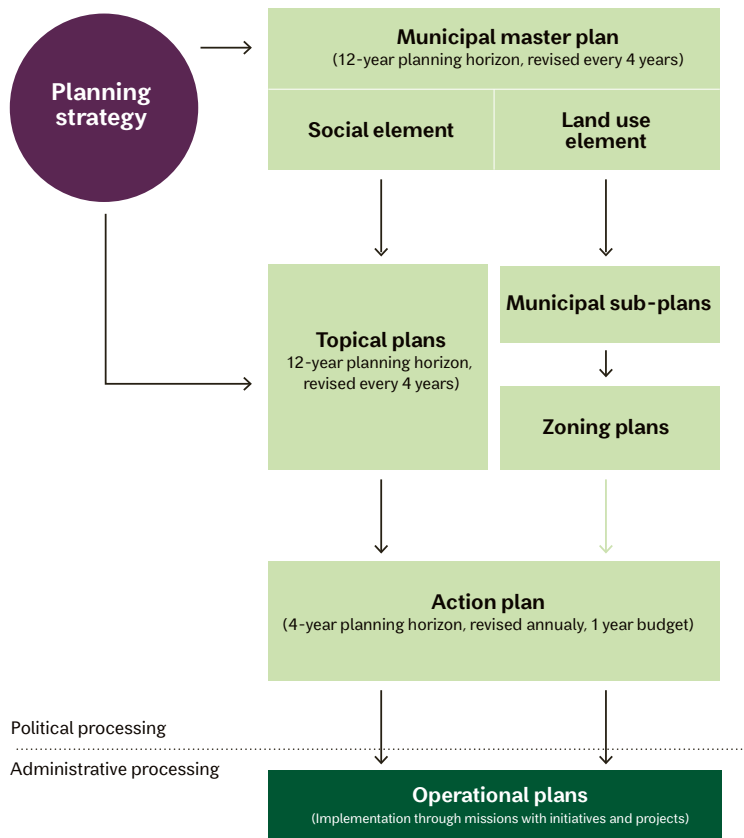 Planning
strategy
Municipal master plan
(12-year planning horizon, revised every 4 years)
Social element
Land use
element
Topical plans
12-year planning horizon,
revised every 4 years)
Municipal sub-plans
Zoning plans
Action plan
(4-year planning horizon, revised annualy, 1 year budget)
Political processing
Administrative processing
Operational plans
(Implementation through missions with initiatives and projects)